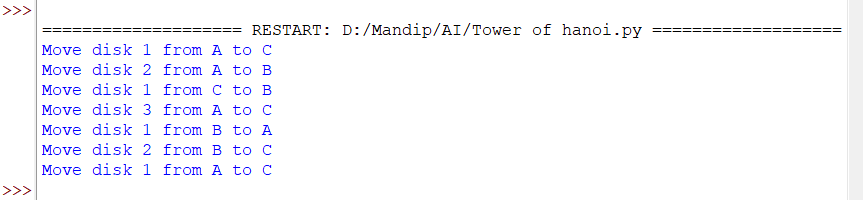 >>>
==================== RESTART: D:/Mandip/AI/Tower of hanoi.py ===================
Move disk 1 from A to C
Move disk 2 from A to B
Move disk 1 from C to B
Move disk 3 from A to C
Move disk 1 from B to A
Move disk 2 from B to C
Move disk 1 from A to C
>>>